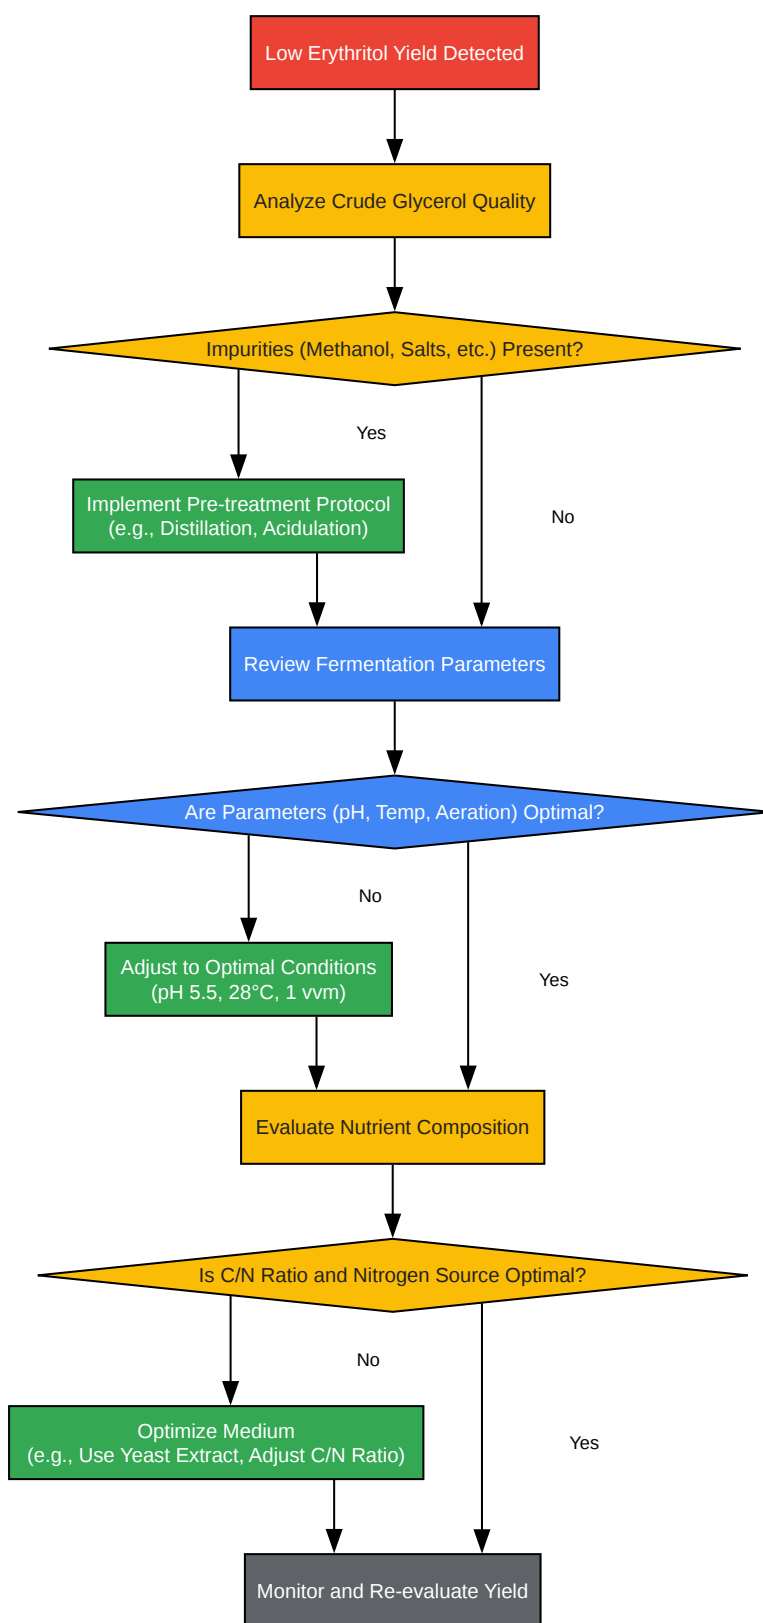 Low Erythritol Yield Detected
Analyze Crude Glycerol Quality
Impurities (Methanol, Salts, etc.) Present?
Yes
Implement Pre-treatment Protocol
(e.g., Distillation, Acidulation)
No
Review Fermentation Parameters
Are Parameters (pH, Temp, Aeration) Optimal?
No
Adjust to Optimal Conditions
(pH 5.5, 28°C, 1 vvm)
Yes
Evaluate Nutrient Composition
Is C/N Ratio and Nitrogen Source Optimal?
No
Optimize Medium
(e.g., Use Yeast Extract, Adjust C/N Ratio)
Yes
Monitor and Re-evaluate Yield